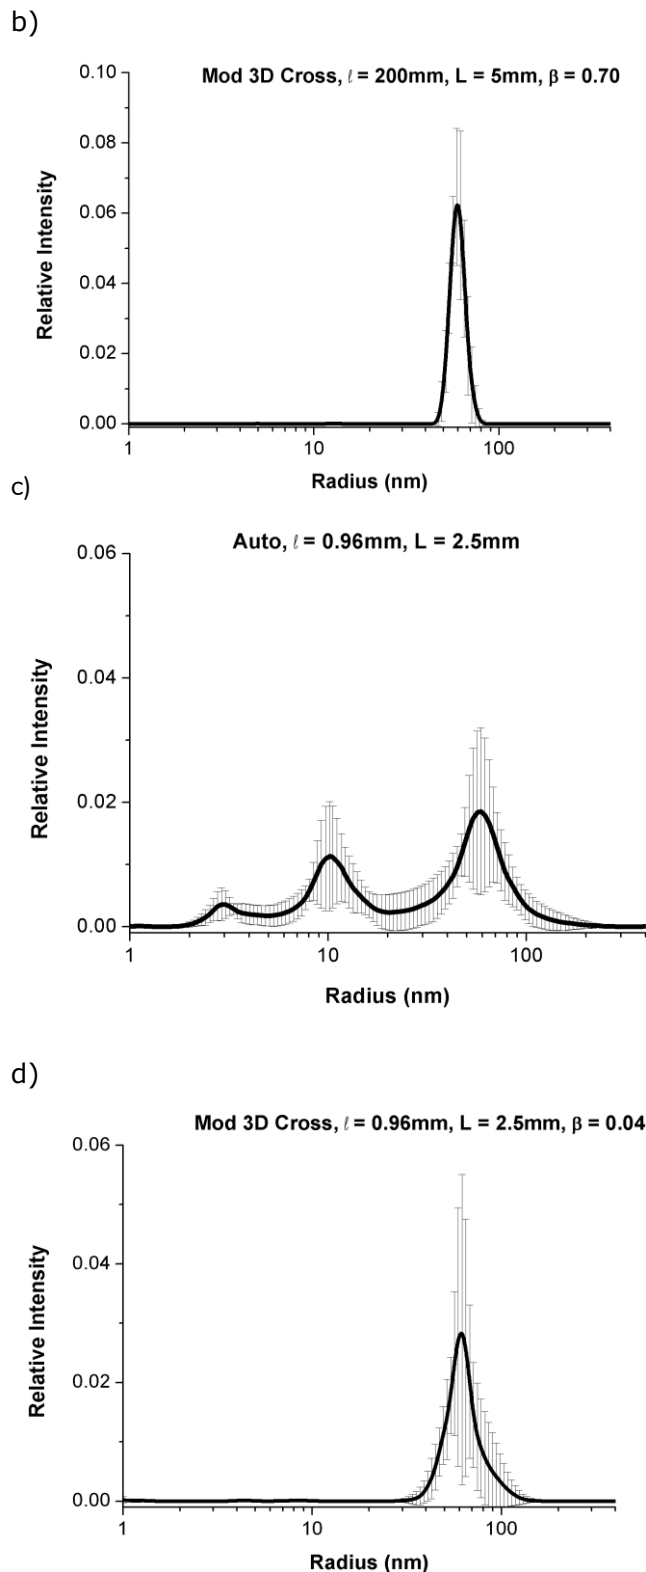 b)
Mod 3D Cross, ℓ = 200mm, L = 5mm, β = 0.70
0.10
0.08
0.06
0.04
0.02
0.00
Relative Intensity
1
10
100
Radius (nm)
c)
Auto, ℓ = 0.96mm, L = 2.5mm
0.06
0.04
0.02
0.00
Relative Intensity
1
10
100
Radius (nm)
d)
Mod 3D Cross, ℓ = 0.96mm, L = 2.5mm, β = 0.04
0.06
0.04
0.02
0.00
Relative Intensity
1
10
100
Radius (nm)